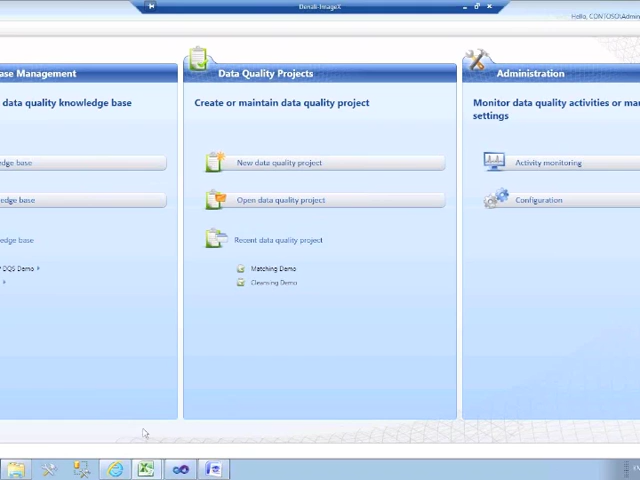 Denali-ImageX
Hello, CONTOSO\Admin
ase Management
data quality knowledge base
edge base
edge base
edge base
DQS Demo
Data Quality Projects
Create or maintain data quality project
New data quality project
Open data quality project
Recent data quality project
Matching Demo
Cleansing Demo
Administration
Monitor data quality activities or ma
settings
Activity monitoring
Configuration